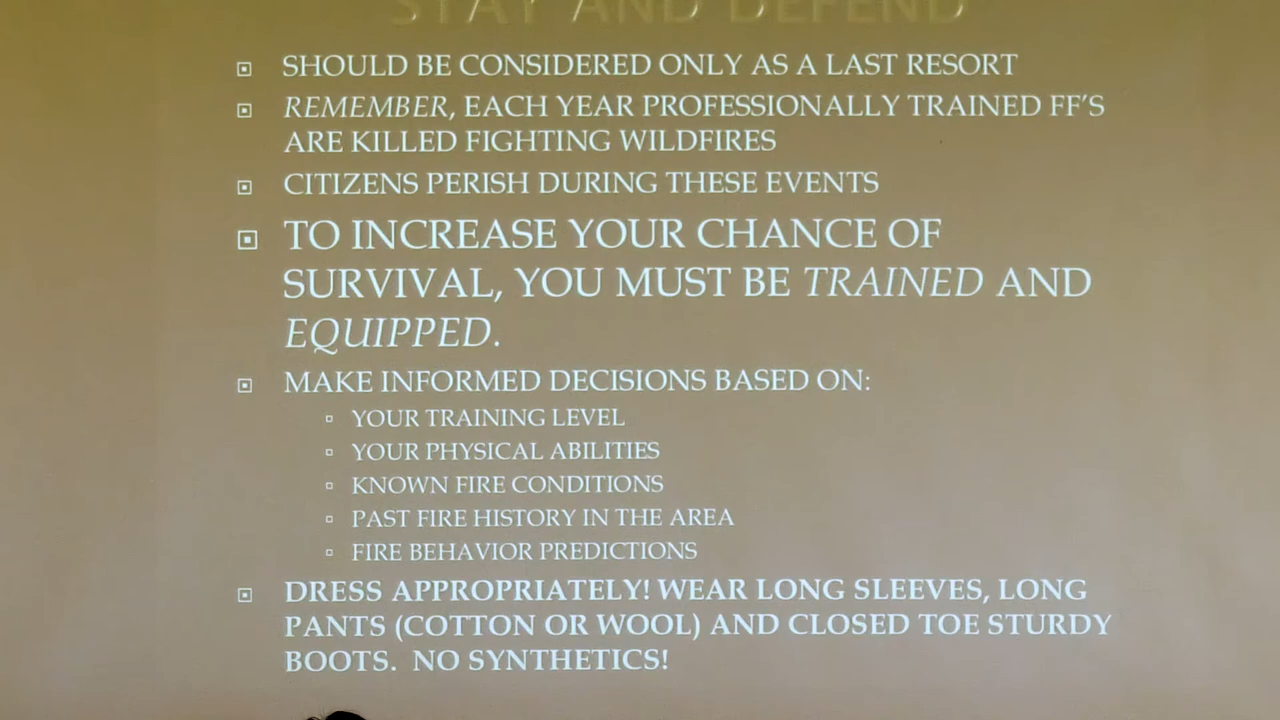 STAY AND DEFEND
SHOULD BE CONSIDERED ONLY AS A LAST RESORT
REMEMBER, EACH YEAR PROFESSIONALLY TRAINED FF'S
ARE KILLED FIGHTING WILDFIRES
CITIZENS PERISH DURING THESE EVENTS
TO INCREASE YOUR CHANCE OF
SURVIVAL, YOU MUST BE TRAINED AND
EQUIPPED.
MAKE INFORMED DECISIONS BASED ON:
YOUR TRAINING LEVEL
YOUR PHYSICAL ABILITIES
KNOWN FIRE CONDITIONS
PAST FIRE HISTORY IN THE AREA
FIRE BEHAVIOR PREDICTIONS
DRESS APPROPRIATELY! WEAR LONG SLEEVES, LONG
PANTS (COTTON OR WOOL) AND CLOSED TOE STURDY
BOOTS. NO SYNTHETICS!